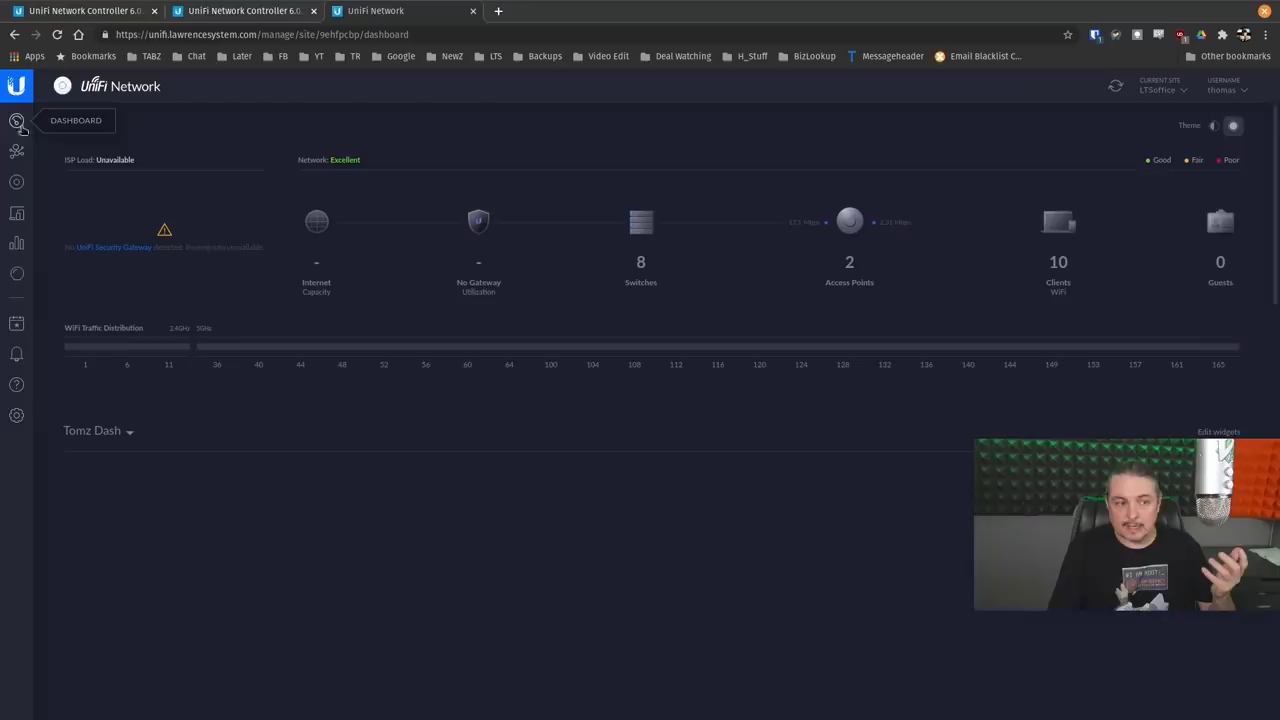 UniFi Network Controller 6.0.
UniFi Network Controller 6.0.
UniFi Network
https://unifi.lawrencesystem.com/manage/site/9ehfpcbp/dashboard
Apps
Bookmarks
TABZ
Chat
Later
FB
YT
TR
Google
NewZ
LTS
Backups
Video Edit
Deal Watching
H_Stuff
BizLookup
Messageheader
Email Blacklist C...
Other bookmarks
UniFi Network
CURRENT SITE
LTSoffice
USERNAME
thomas
DASHBOARD
Theme
ISP Load: Unavailable
Network: Excellent
Good
Fair
Poor
No UniFi Security Gateway detected.
-
Internet
Capacity
-
No Gateway
Utilization
8
Switches
2
Access Points
10
Clients
WiFi
0
Guests
WiFi Traffic Distribution
2.4GHz
5GHz
1 6 11 36 40 44 48 52 56 60 64 100 104 108 112 116 120 124 128 132 136 140 144 149 153 157 161 165
Tomz Dash
Edit widgets